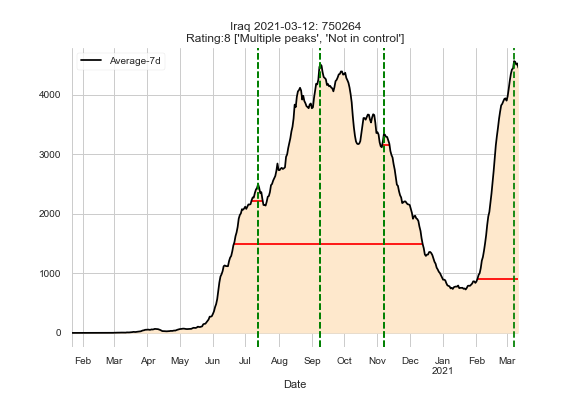 Iraq 2021-03-12: 750264
Rating:8 ['Multiple peaks', 'Not in control']
Average-7d
4000
3000
2000
1000
0
Feb Mar Apr May Jun Jul Aug Sep Oct Nov Dec Jan Feb Mar
2021
Date